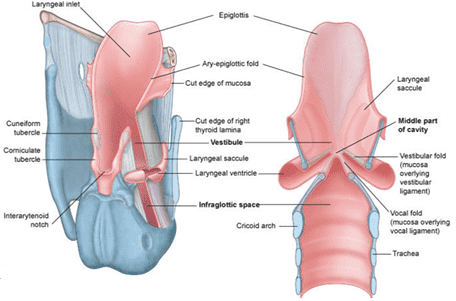 Laryngeal inlet
Epiglottis
Ary-epiglottic fold
Cut edge of mucosa
Laryngeal
saccule
Cuneiform
tubercle
Cut edge of right
thyroid lamina
Middle part
of cavity
Vestibule
Corniculate
tubercle
Laryngeal saccule
Vestibular fold
(mucosa overlying
vestibular
ligament)
Laryngeal ventricle
Infraglottic space
Interarytenoid
notch
Vocal fold
(mucosa overlying
vocal ligament)
Cricoid arch
Trachea